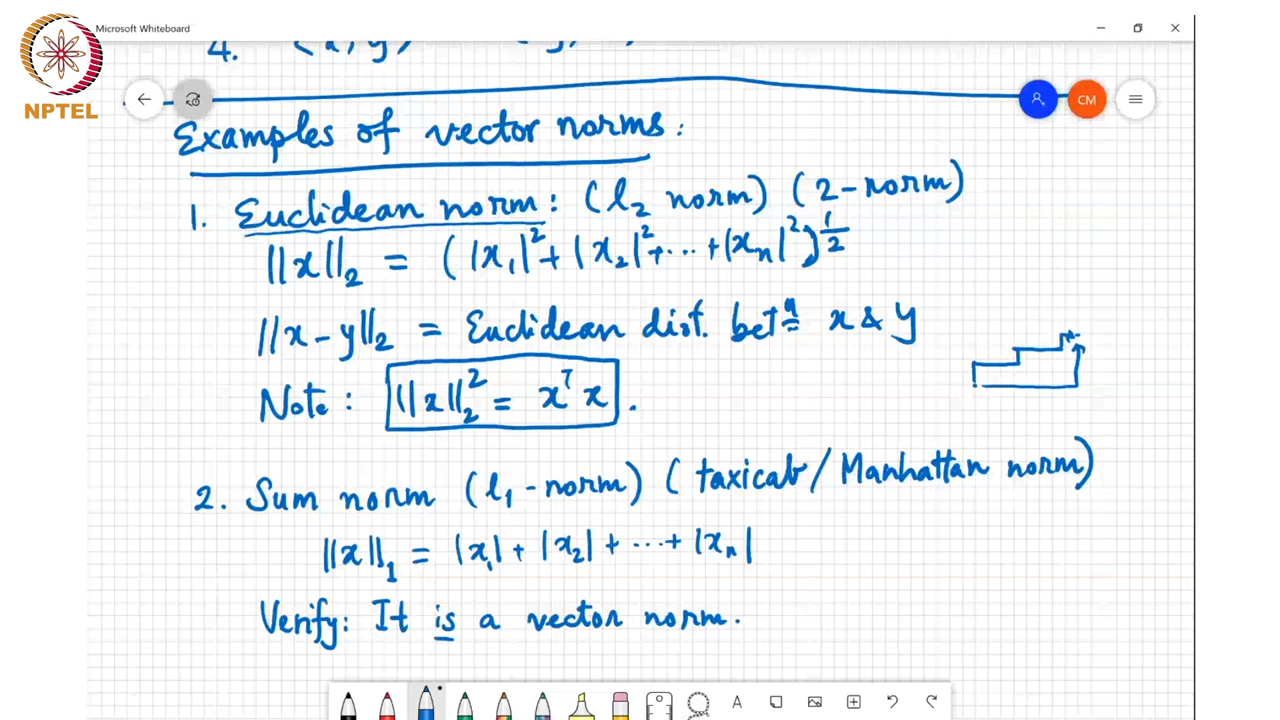 Microsoft Whiteboard
NPTEL
4.
CM
Examples of vector norms:
1. Euclidean norm: (l₂ norm) (2-norm)
||x||₂ = (|x₁|² + |x₂|² + ... + |xₙ|²)^{1/2}
||x - y||₂ = Euclidean dist. betⁿ x & y
Note: ||x||₂² = xᵀx.
2. Sum norm (l₁-norm) (taxicab/Manhattan norm)
||x||₁ = |x₁| + |x₂| + ... + |xₙ|
Verify: It is a vector norm.
A